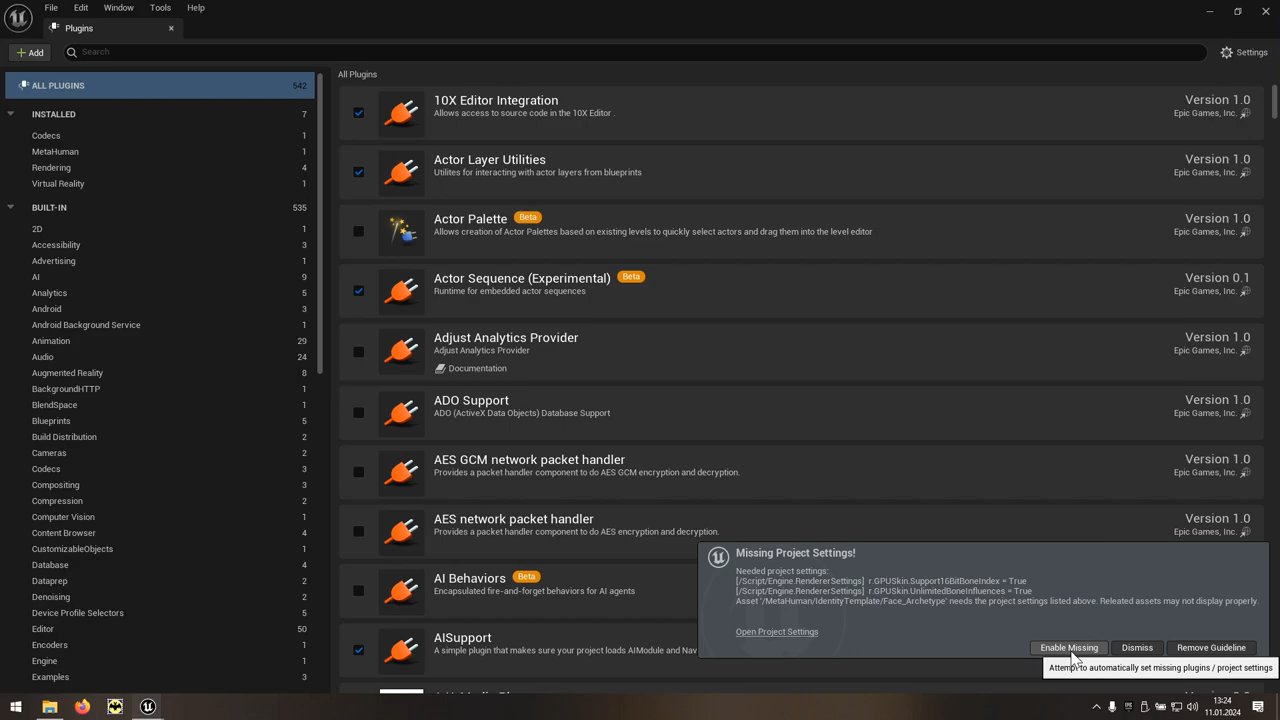 File Edit Window Tools Help
Plugins
Add
Search
Settings
ALL PLUGINS 542
INSTALLED 7
Codecs 1
MetaHuman 1
Rendering 4
Virtual Reality 1
BUILT-IN 535
2D 1
Accessibility 3
Advertising 1
AI 9
Analytics 5
Android 3
Android Background Service 1
Animation 29
Audio 24
Augmented Reality 8
BackgroundHTTP 1
BlendSpace 1
Blueprints 5
Build Distribution 2
Cameras 2
Codecs 3
Compositing 4
Compression 2
Computer Vision 1
Content Browser 4
CustomizableObjects 1
Database 2
Dataprep 2
Denoising 2
Device Profile Selectors 2
Editor 50
Encoders 1
Engine 1
Examples 1
All Plugins
10X Editor Integration Version 1.0
Allows access to source code in the 10X Editor . Epic Games, Inc.
Actor Layer Utilities Version 1.0
Utilites for interacting with actor layers from blueprints Epic Games, Inc.
Actor Palette Beta Version 1.0
Allows creation of Actor Palettes based on existing levels to quickly select actors and drag them into the level editor Epic Games, Inc.
Actor Sequence (Experimental) Beta Version 0.1
Runtime for embedded actor sequences Epic Games, Inc.
Adjust Analytics Provider Version 1.0
Adjust Analytics Provider Epic Games, Inc.
Documentation
ADO Support Version 1.0
ADO (ActiveX Data Objects) Database Support Epic Games, Inc.
AES GCM network packet handler Version 1.0
Provides a packet handler component to do AES GCM encryption and decryption. Epic Games, Inc.
AES network packet handler Version 1.0
Provides a packet handler component to do AES encryption and decryption. Epic Games, Inc.
AI Behaviors Beta
Encapsulated fire-and-forget behaviors for AI agents
AISupport
A simple plugin that makes sure your project loads AIModule and Nav
Missing Project Settings!
Needed project settings:
[/Script/Engine.RendererSettings] r.GPUSkin.Support16BitBoneIndex = True
[/Script/Engine.RendererSettings] r.GPUSkin.UnlimitedBoneInfluences = True
Asset '/MetaHuman/IdentityTemplate/Face_Archetype' needs the project settings listed above. Releated assets may not display properly.
Open Project Settings
Enable Missing Dismiss Remove Guideline
Attempt to automatically set missing plugins / project settings
13:24
11.01.2024